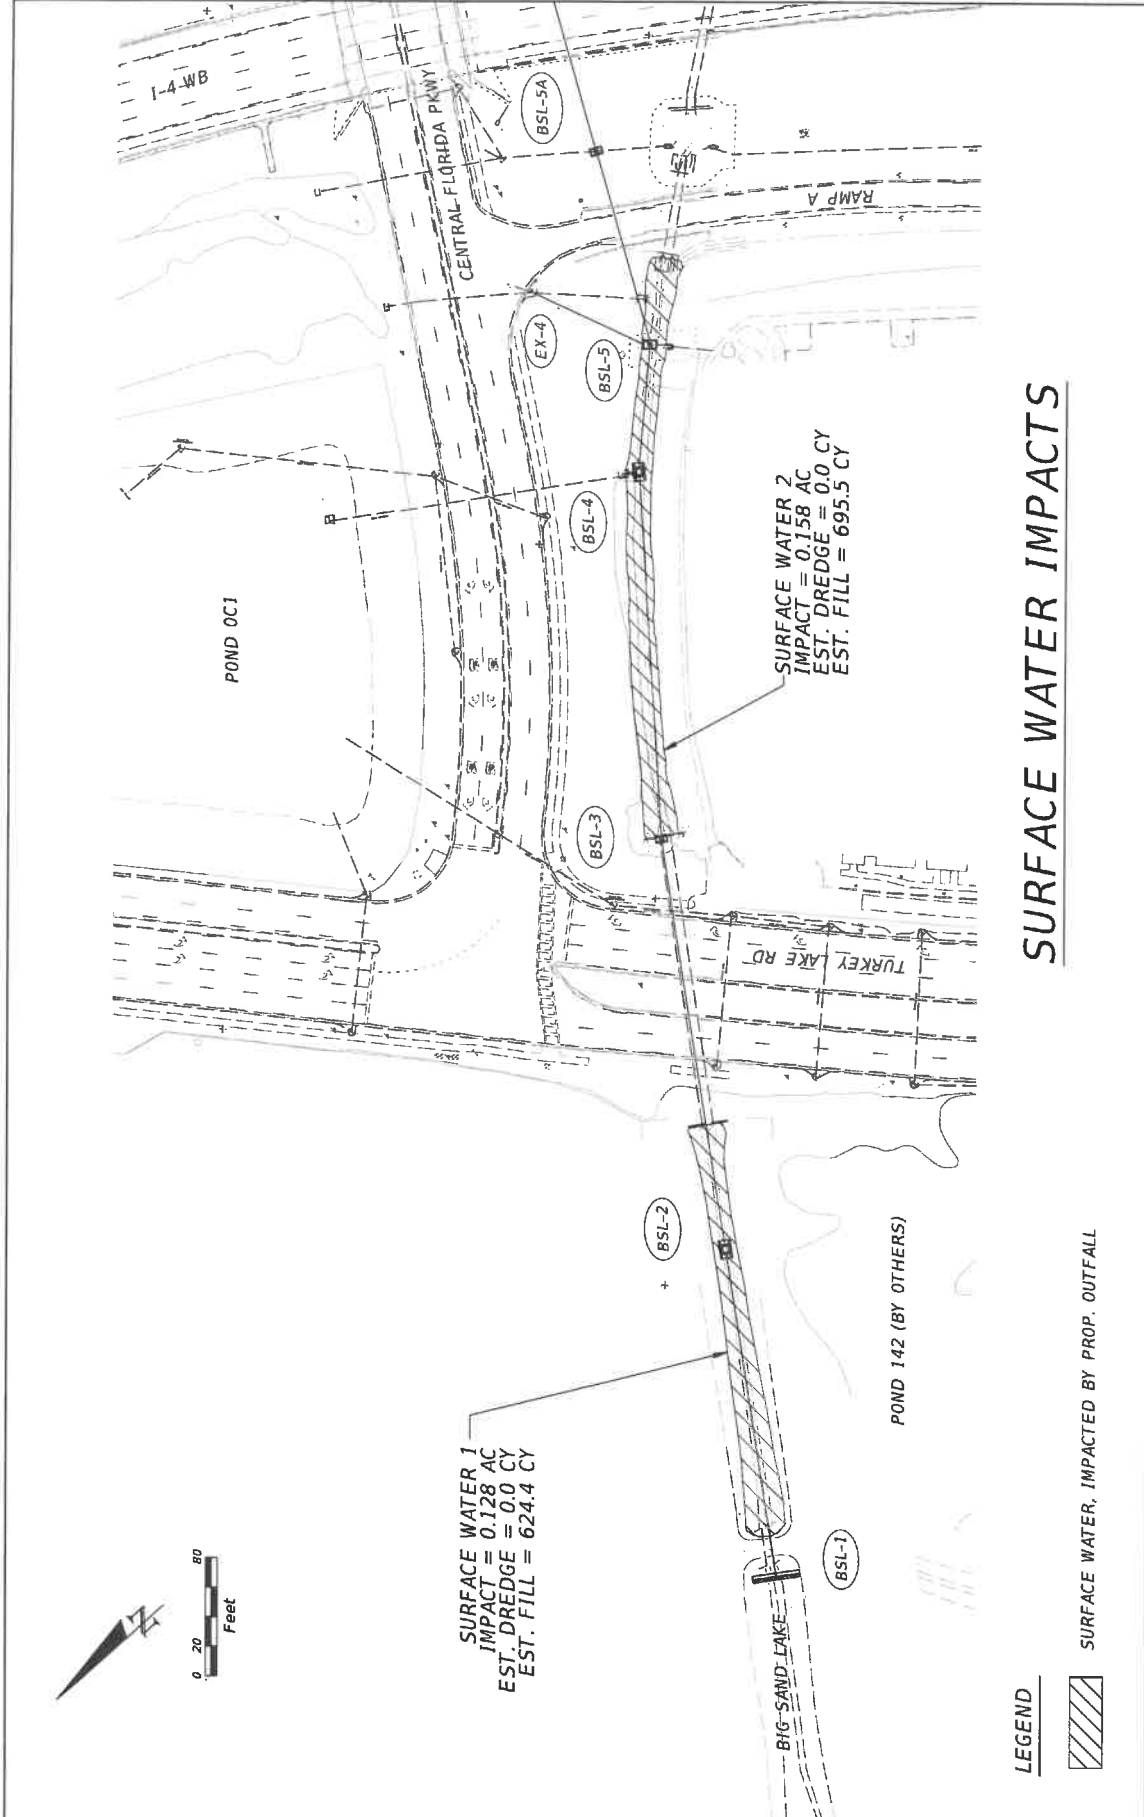 I-4 WB
CENTRAL FLORIDA PKWY
BSL-5A
RAMP A
EX-4
BSL-5
BSL-4
POND OC1
SURFACE WATER 2
IMPACT = 0.158 AC
EST. DREDGE = 0.0 CY
EST. FILL = 695.5 CY
BSL-3
TURKEY LAKE RD
BSL-2
POND 142 (BY OTHERS)
SURFACE WATER 1
IMPACT = 0.128 AC
EST. DREDGE = 0.0 CY
EST. FILL = 624.4 CY
BSL-1
BIG SAND LAKE
N
0 20 80
Feet
SURFACE WATER IMPACTS
LEGEND
SURFACE WATER, IMPACTED BY PROP. OUTFALL